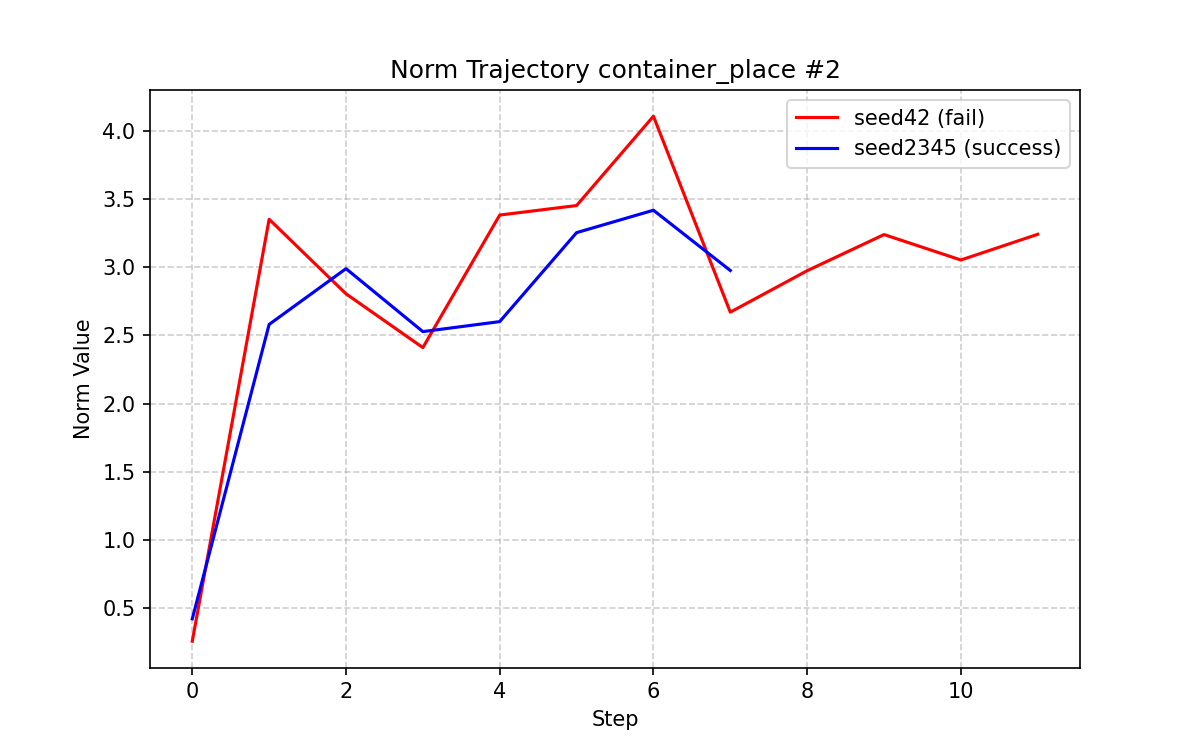 Norm Trajectory container_place #2
seed42 (fail)
seed2345 (success)
Norm Value
4.0
3.5
3.0
2.5
2.0
1.5
1.0
0.5
0 2 4 6 8 10
Step